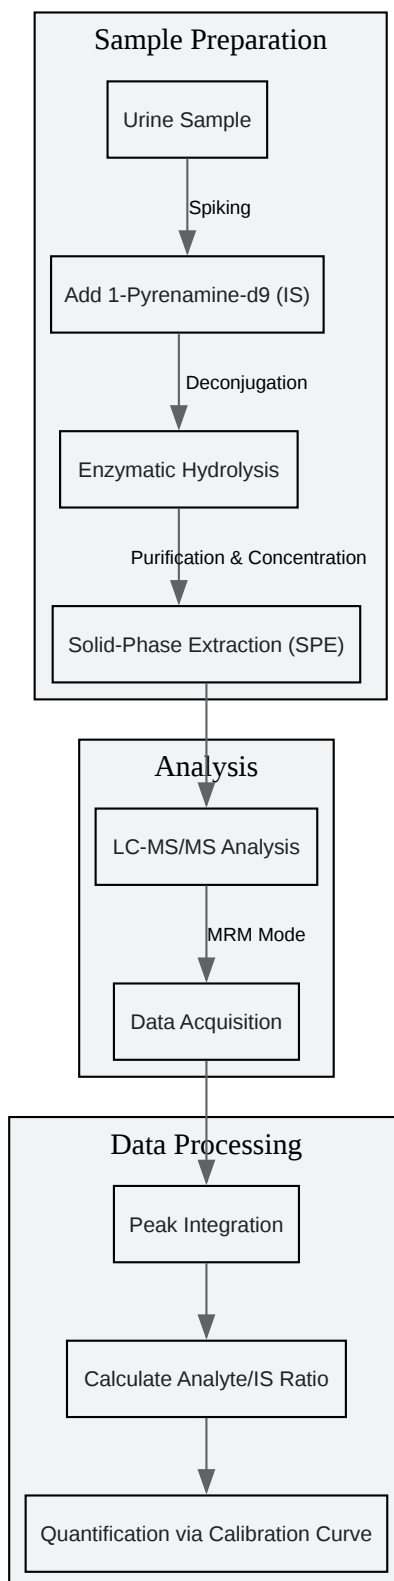 Sample Preparation
Urine Sample
Spiking
Add 1-Pyrenamine-d9 (IS)
Deconjugation
Enzymatic Hydrolysis
Purification & Concentration
Solid-Phase Extraction (SPE)
Analysis
LC-MS/MS Analysis
MRM Mode
Data Acquisition
Data Processing
Peak Integration
Calculate Analyte/IS Ratio
Quantification via Calibration Curve